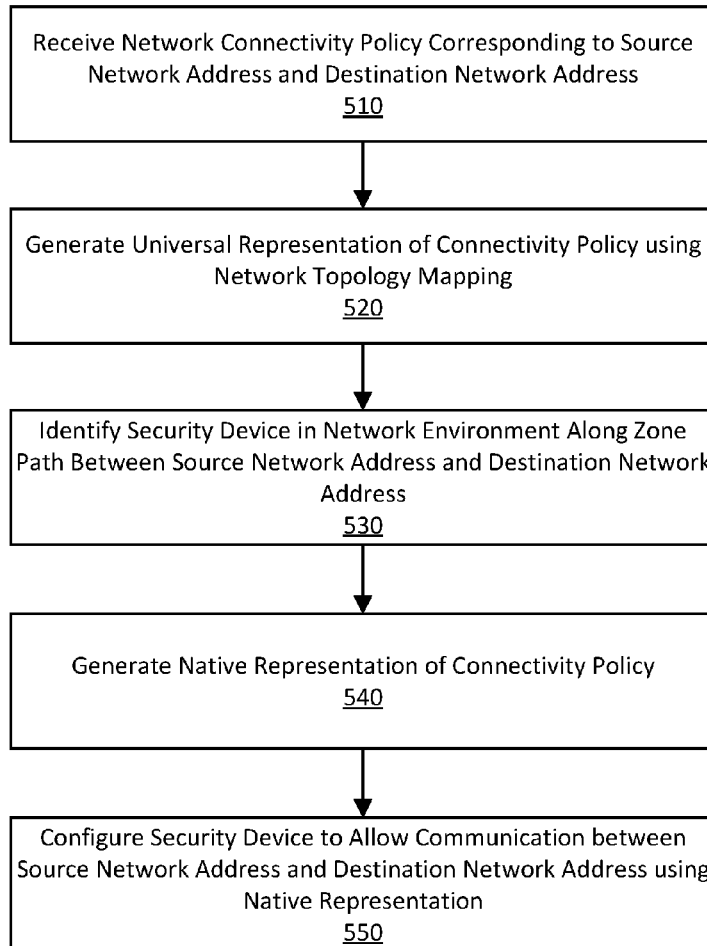 Receive Network Connectivity Policy Corresponding to Source
Network Address and Destination Network Address
510
Generate Universal Representation of Connectivity Policy using
Network Topology Mapping
520
Identify Security Device in Network Environment Along Zone
Path Between Source Network Address and Destination Network
Address
530
Generate Native Representation of Connectivity Policy
540
Configure Security Device to Allow Communication between
Source Network Address and Destination Network Address using
Native Representation
550